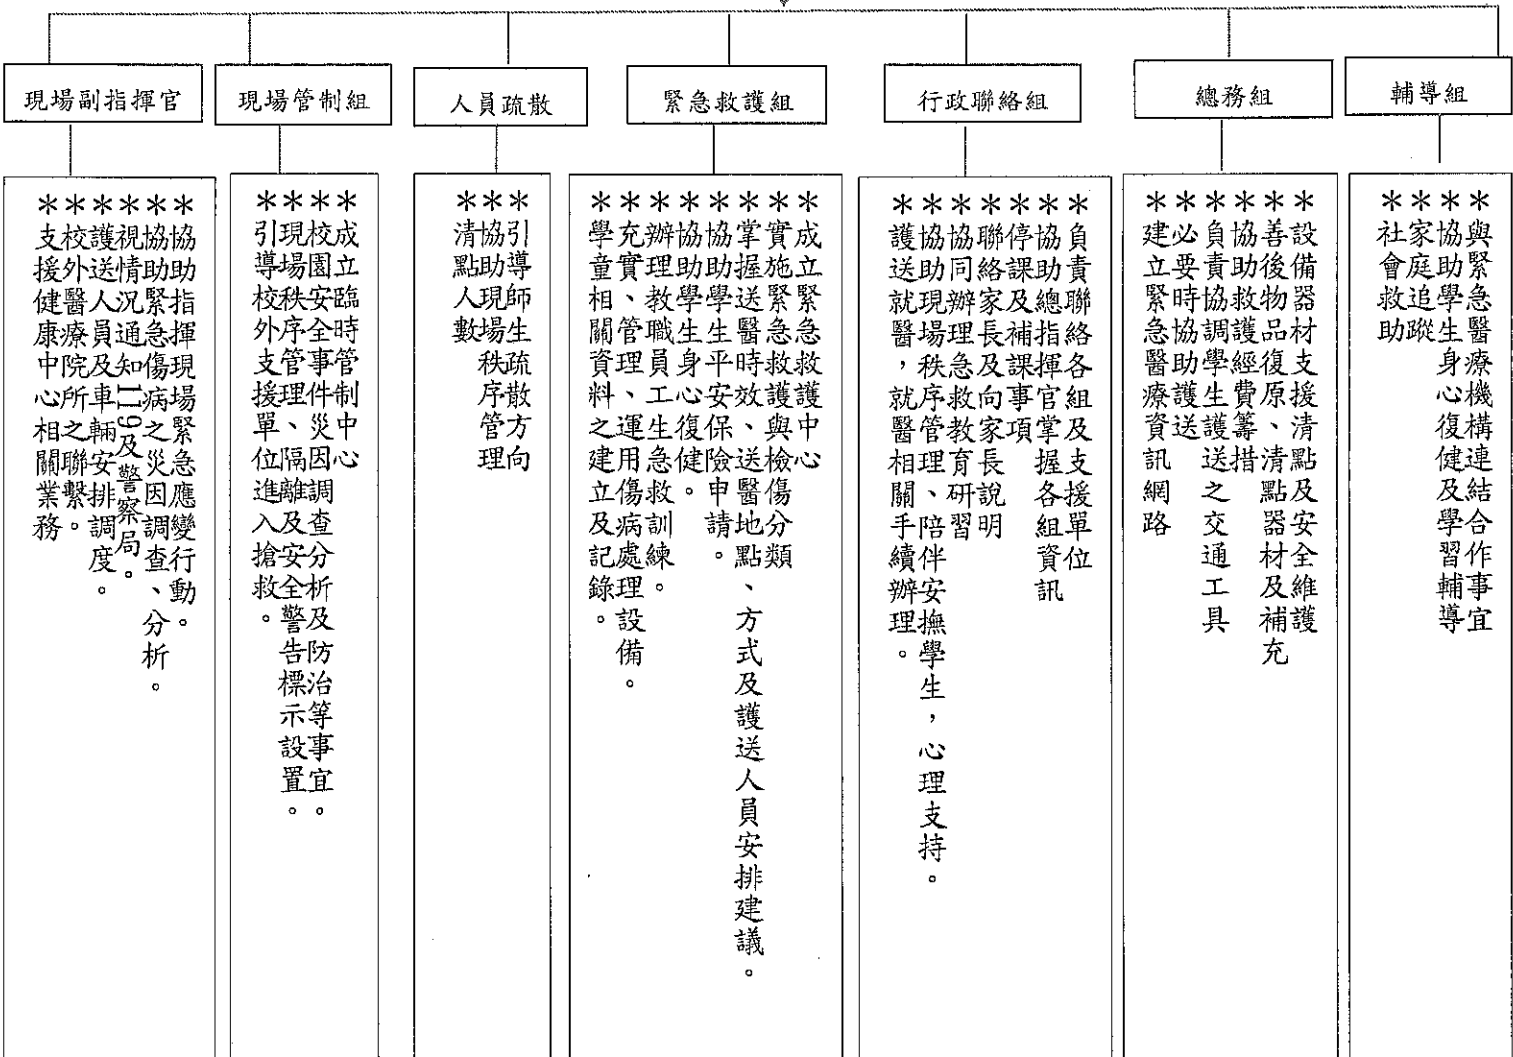 現場副指揮官
＊協助指揮現場緊急應變行動。
＊協助緊急傷病之災因調查、分析。
＊視情況通知119及警察局。
＊護送人員及車輛安排調度。
＊校外醫療院所之聯繫。
＊支援健康中心相關業務
現場管制組
＊成立臨時管制中心
＊校園安全事件災因調查分析及防治等事宜。
＊現場秩序管理、隔離及安全警告標示設置。
＊引導校外支援單位進入搶救。
人員疏散
＊引導師生疏散方向
＊協助現場秩序管理
＊清點人數
緊急救護組
＊成立緊急救護中心
＊實施緊急救護與檢傷分類
＊掌握送醫時效、送醫地點、方式及護送人員安排建議。
＊協助學生平安保險申請。
＊協助學生身心復健。
＊辦理教職員工生急救訓練。
＊充實、管理、運用傷病處理設備。
＊學童相關資料之建立及記錄。
行政聯絡組
＊負責聯絡各組及支援單位
＊協助總指揮官掌握各組資訊
＊停課及補課事項
＊聯絡家長及向家長說明
＊協同辦理急救教育研習
＊協助現場秩序管理、陪伴安撫學生，心理支持。
＊護送就醫，就醫相關手續辦理。
總務組
＊設備器材支援清點及安全維護
＊善後物品復原、清點器材及補充
＊協助救護經費籌措
＊負責協調學生護送之交通工具
＊必要時協助護送
＊建立緊急醫療資訊網路
輔導組
＊與緊急醫療機構連結合作事宜
＊協助學生身心復健及學習輔導
＊家庭追蹤
＊社會救助